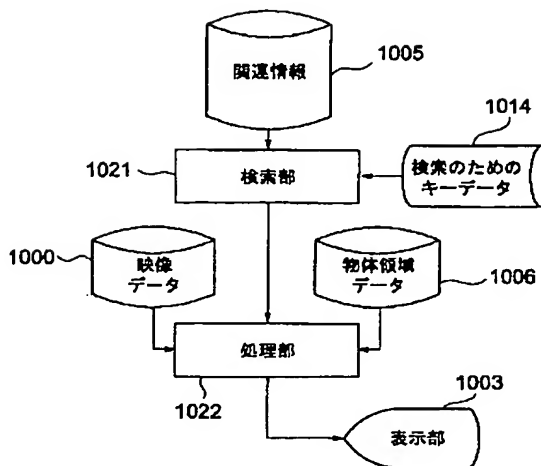 関連情報
1005
1014
検索のための
キーデータ
1021
検索部
1000
映像
データ
物体領域
データ
1006
処理部
1022
1003
表示部